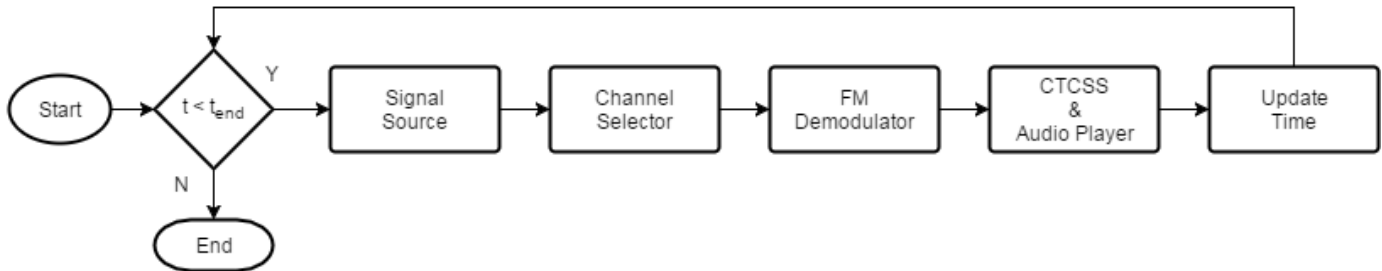 Start
t < tend
Y
N
End
Signal
Source
Channel
Selector
FM
Demodulator
CTCSS
&
Audio Player
Update
Time